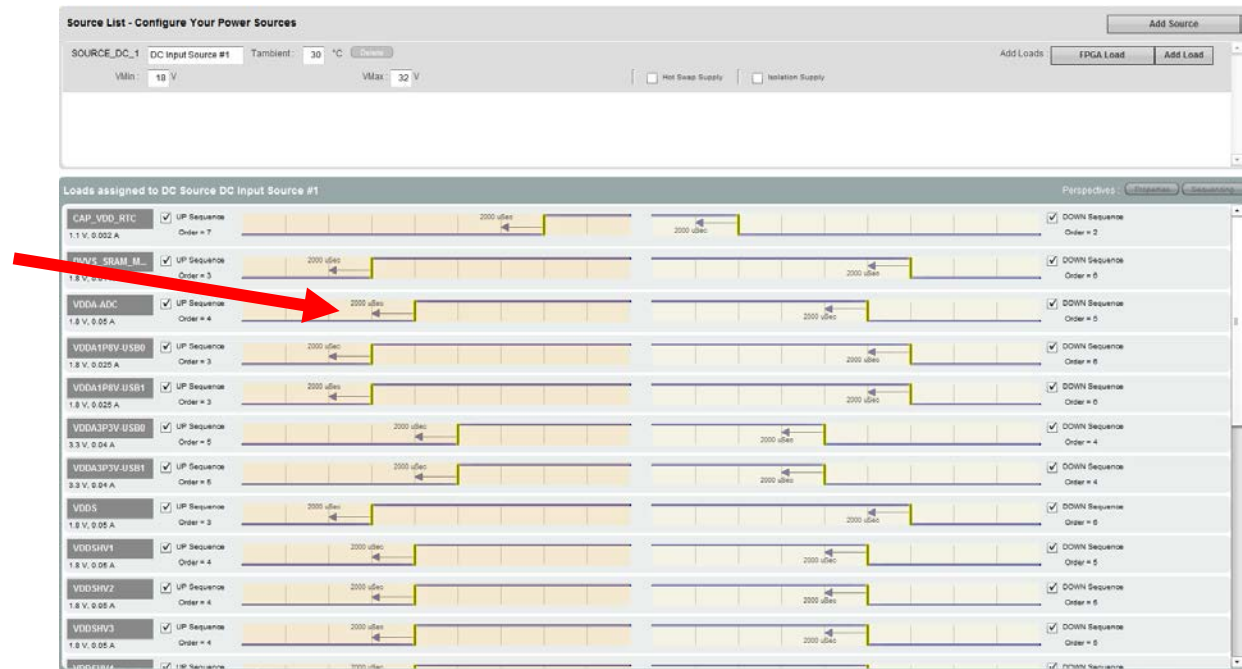 Source List - Configure Your Power Sources
Add Source
SOURCE_DC_1 DC Input Source #1 Tambient: 30 °C Delete
Add Loads: FPGA Load Add Load
VMin: 18 V VMax: 32 V Hot Swap Supply Isolation Supply
Loads assigned to DC Source DC Input Source #1
Perspectives: Properties Sequencing
CAP_VDD_RTC UP Sequence 2000 uSec DOWN Sequence
1.1 V, 0.002 A Order = 7 2000 uSec Order = 2
SRAM_M... UP Sequence 2000 uSec DOWN Sequence
Order = 3 2000 uSec Order = 6
VDDA-ADC UP Sequence 2000 uSec DOWN Sequence
1.8 V, 0.05 A Order = 4 2000 uSec Order = 5
VDDA1P8V-USB0 UP Sequence 2000 uSec DOWN Sequence
1.8 V, 0.025 A Order = 3 2000 uSec Order = 6
VDDA1P8V-USB1 UP Sequence 2000 uSec DOWN Sequence
1.8 V, 0.025 A Order = 3 2000 uSec Order = 6
VDDA3P3V-USB0 UP Sequence 2000 uSec DOWN Sequence
3.3 V, 0.04 A Order = 5 2000 uSec Order = 4
VDDA3P3V-USB1 UP Sequence 2000 uSec DOWN Sequence
3.3 V, 0.04 A Order = 5 2000 uSec Order = 4
VDDS UP Sequence 2000 uSec DOWN Sequence
1.8 V, 0.05 A Order = 3 2000 uSec Order = 6
VDDSHV1 UP Sequence 2000 uSec DOWN Sequence
1.8 V, 0.05 A Order = 4 2000 uSec Order = 5
VDDSHV2 UP Sequence 2000 uSec DOWN Sequence
1.8 V, 0.05 A Order = 4 2000 uSec Order = 5
VDDSHV3 UP Sequence 2000 uSec DOWN Sequence
1.8 V, 0.05 A Order = 4 2000 uSec Order = 5
VDDSHV4 UP Sequence 2000 uSec DOWN Sequence